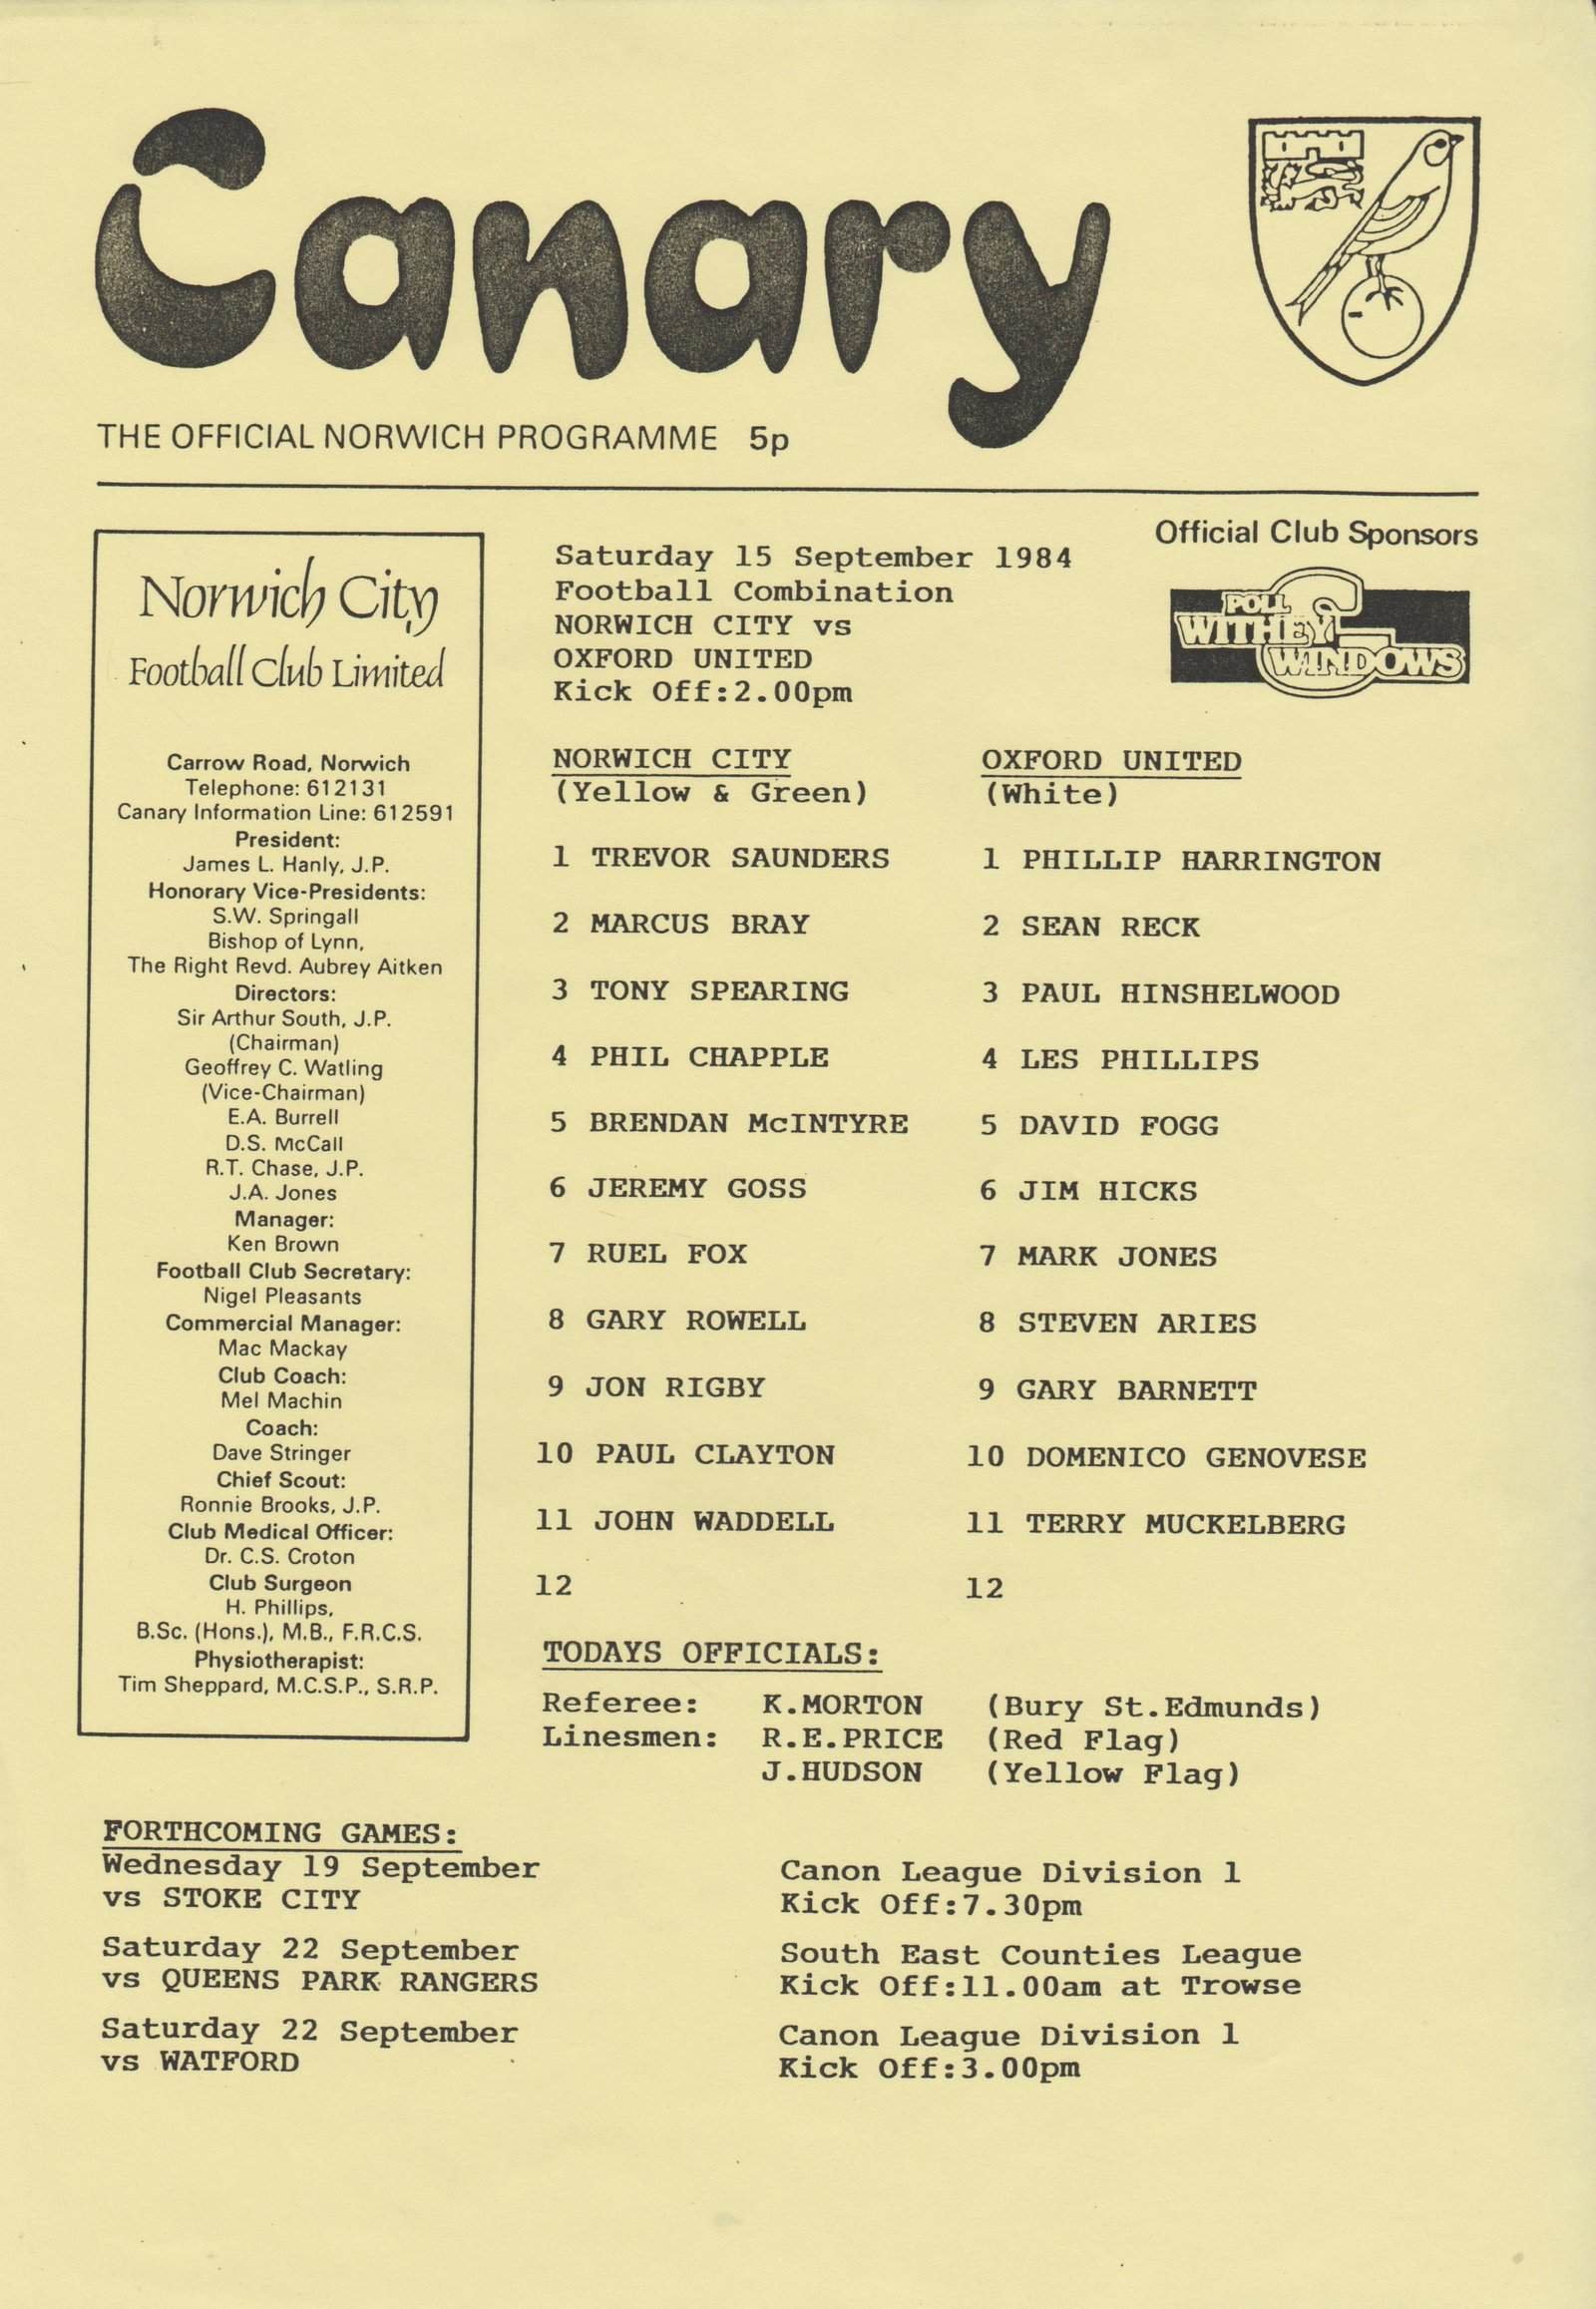 Canary
THE OFFICIAL NORWICH PROGRAMME 5p
Norwich City
Football Club Limited
Carrow Road, Norwich
Telephone: 612131
Canary Information Line: 612591
President:
James L. Hanly, J.P.
Honorary Vice-Presidents:
S.W. Springall
Bishop of Lynn,
The Right Revd. Aubrey Aitken
Directors:
Sir Arthur South, J.P.
(Chairman)
Geoffrey C. Watling
(Vice-Chairman)
E.A. Burrell
D.S. McCall
R.T. Chase, J.P.
J.A. Jones
Manager:
Ken Brown
Football Club Secretary:
Nigel Pleasants
Commercial Manager:
Mac Mackay
Club Coach:
Mel Machin
Coach:
Dave Stringer
Chief Scout:
Ronnie Brooks, J.P.
Club Medical Officer:
Dr. C.S. Croton
Club Surgeon
H. Phillips,
B.Sc. (Hons.), M.B., F.R.C.S.
Physiotherapist:
Tim Sheppard, M.C.S.P., S.R.P.
Saturday 15 September 1984
Football Combination
NORWICH CITY vs
OXFORD UNITED
Kick Off:2.00pm
Official Club Sponsors
POLL
WITHEY
WINDOWS
NORWICH CITY
(Yellow & Green)
1 TREVOR SAUNDERS
2 MARCUS BRAY
3 TONY SPEARING
4 PHIL CHAPPLE
5 BRENDAN McINTYRE
6 JEREMY GOSS
7 RUEL FOX
8 GARY ROWELL
9 JON RIGBY
10 PAUL CLAYTON
11 JOHN WADDELL
12
OXFORD UNITED
(White)
1 PHILLIP HARRINGTON
2 SEAN RECK
3 PAUL HINSHELWOOD
4 LES PHILLIPS
5 DAVID FOGG
6 JIM HICKS
7 MARK JONES
8 STEVEN ARIES
9 GARY BARNETT
10 DOMENICO GENOVESE
11 TERRY MUCKELBERG
12
TODAYS OFFICIALS:
Referee: K.MORTON (Bury St.Edmunds)
Linesmen: R.E.PRICE (Red Flag)
J.HUDSON (Yellow Flag)
FORTHCOMING GAMES:
Wednesday 19 September Canon League Division 1
vs STOKE CITY Kick Off:7.30pm
Saturday 22 September South East Counties League
vs QUEENS PARK RANGERS Kick Off:11.00am at Trowse
Saturday 22 September Canon League Division 1
vs WATFORD Kick Off:3.00pm